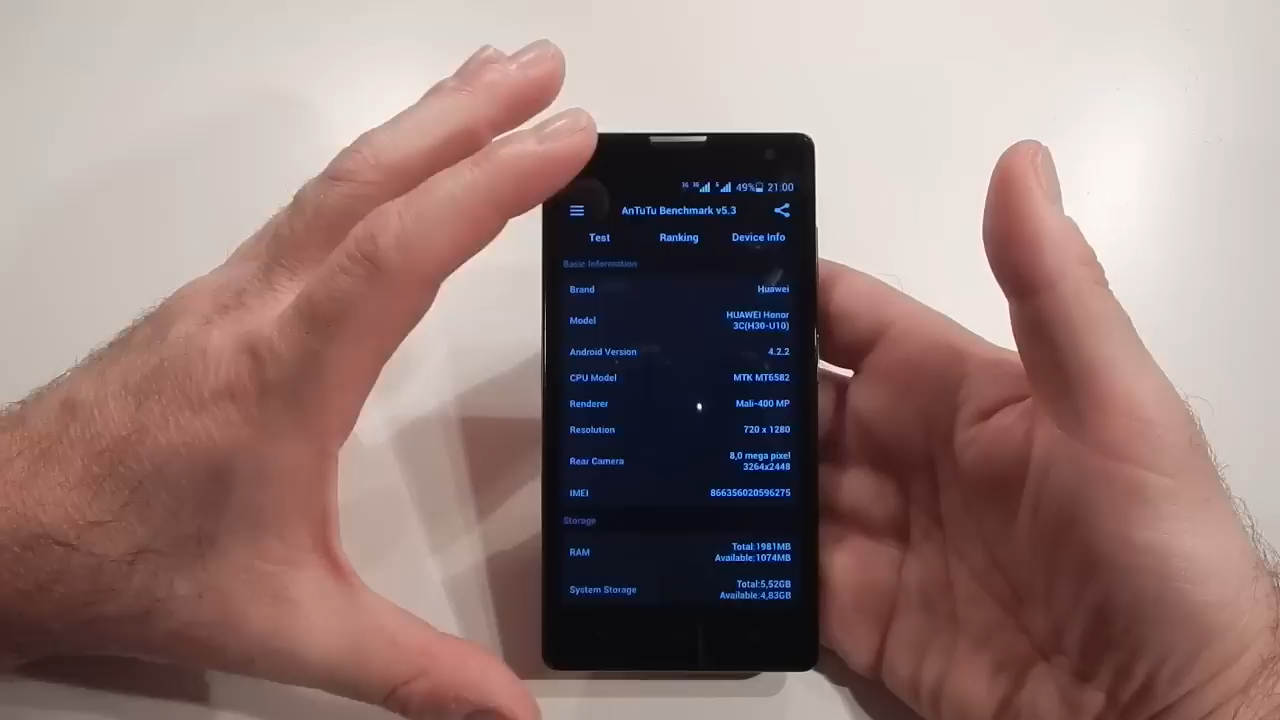 3G 3G G 49% 21:00
AnTuTu Benchmark v5.3
Test Ranking Device Info
Basic Information
Brand Huawei
Model HUAWEI Honor
3C(H30-U10)
Android Version 4.2.2
CPU Model MTK MT6582
Renderer Mali-400 MP
Resolution 720 x 1280
Rear Camera 8,0 mega pixel
3264x2448
IMEI 866356020596275
Storage
RAM Total:1981MB
Available:1074MB
System Storage Total:5,52GB
Available:4,83GB